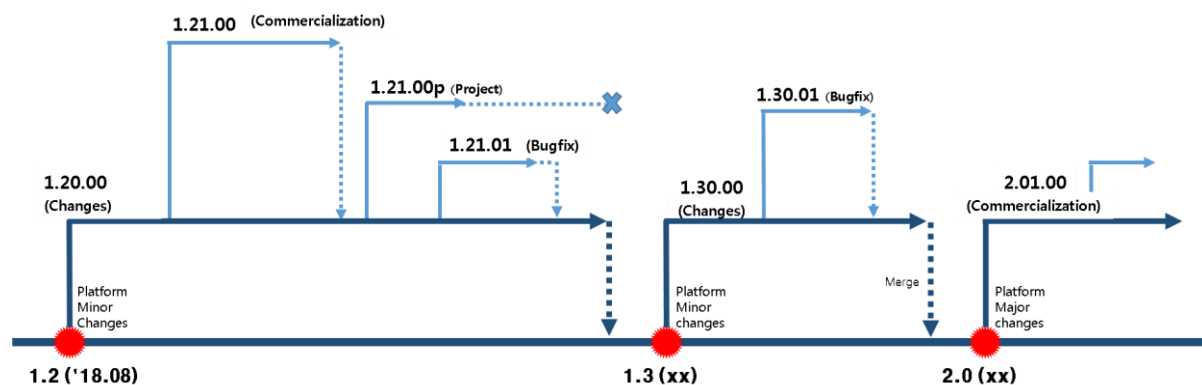 1.21.00 (Commercialization)
1.21.00p (Project)
1.30.01 (Bugfix)
1.21.01 (Bugfix)
1.20.00
(Changes)
1.30.00
(Changes)
2.01.00
(Commercialization)
Platform
Minor
Changes
Platform
Minor
changes
Merge
Platform
Major
changes
1.2 ('18.08)
1.3 (xx)
2.0 (xx)